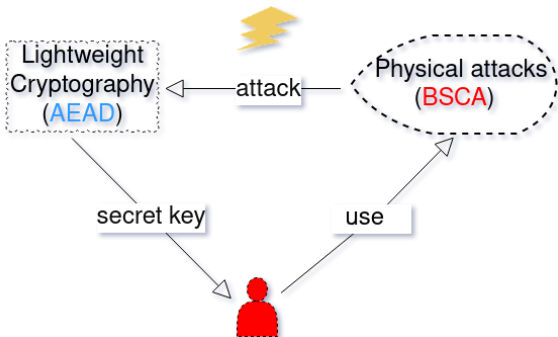 Lightweight
Cryptography
(AEAD)
attack
Physical attacks
(BSCA)
secret key
use